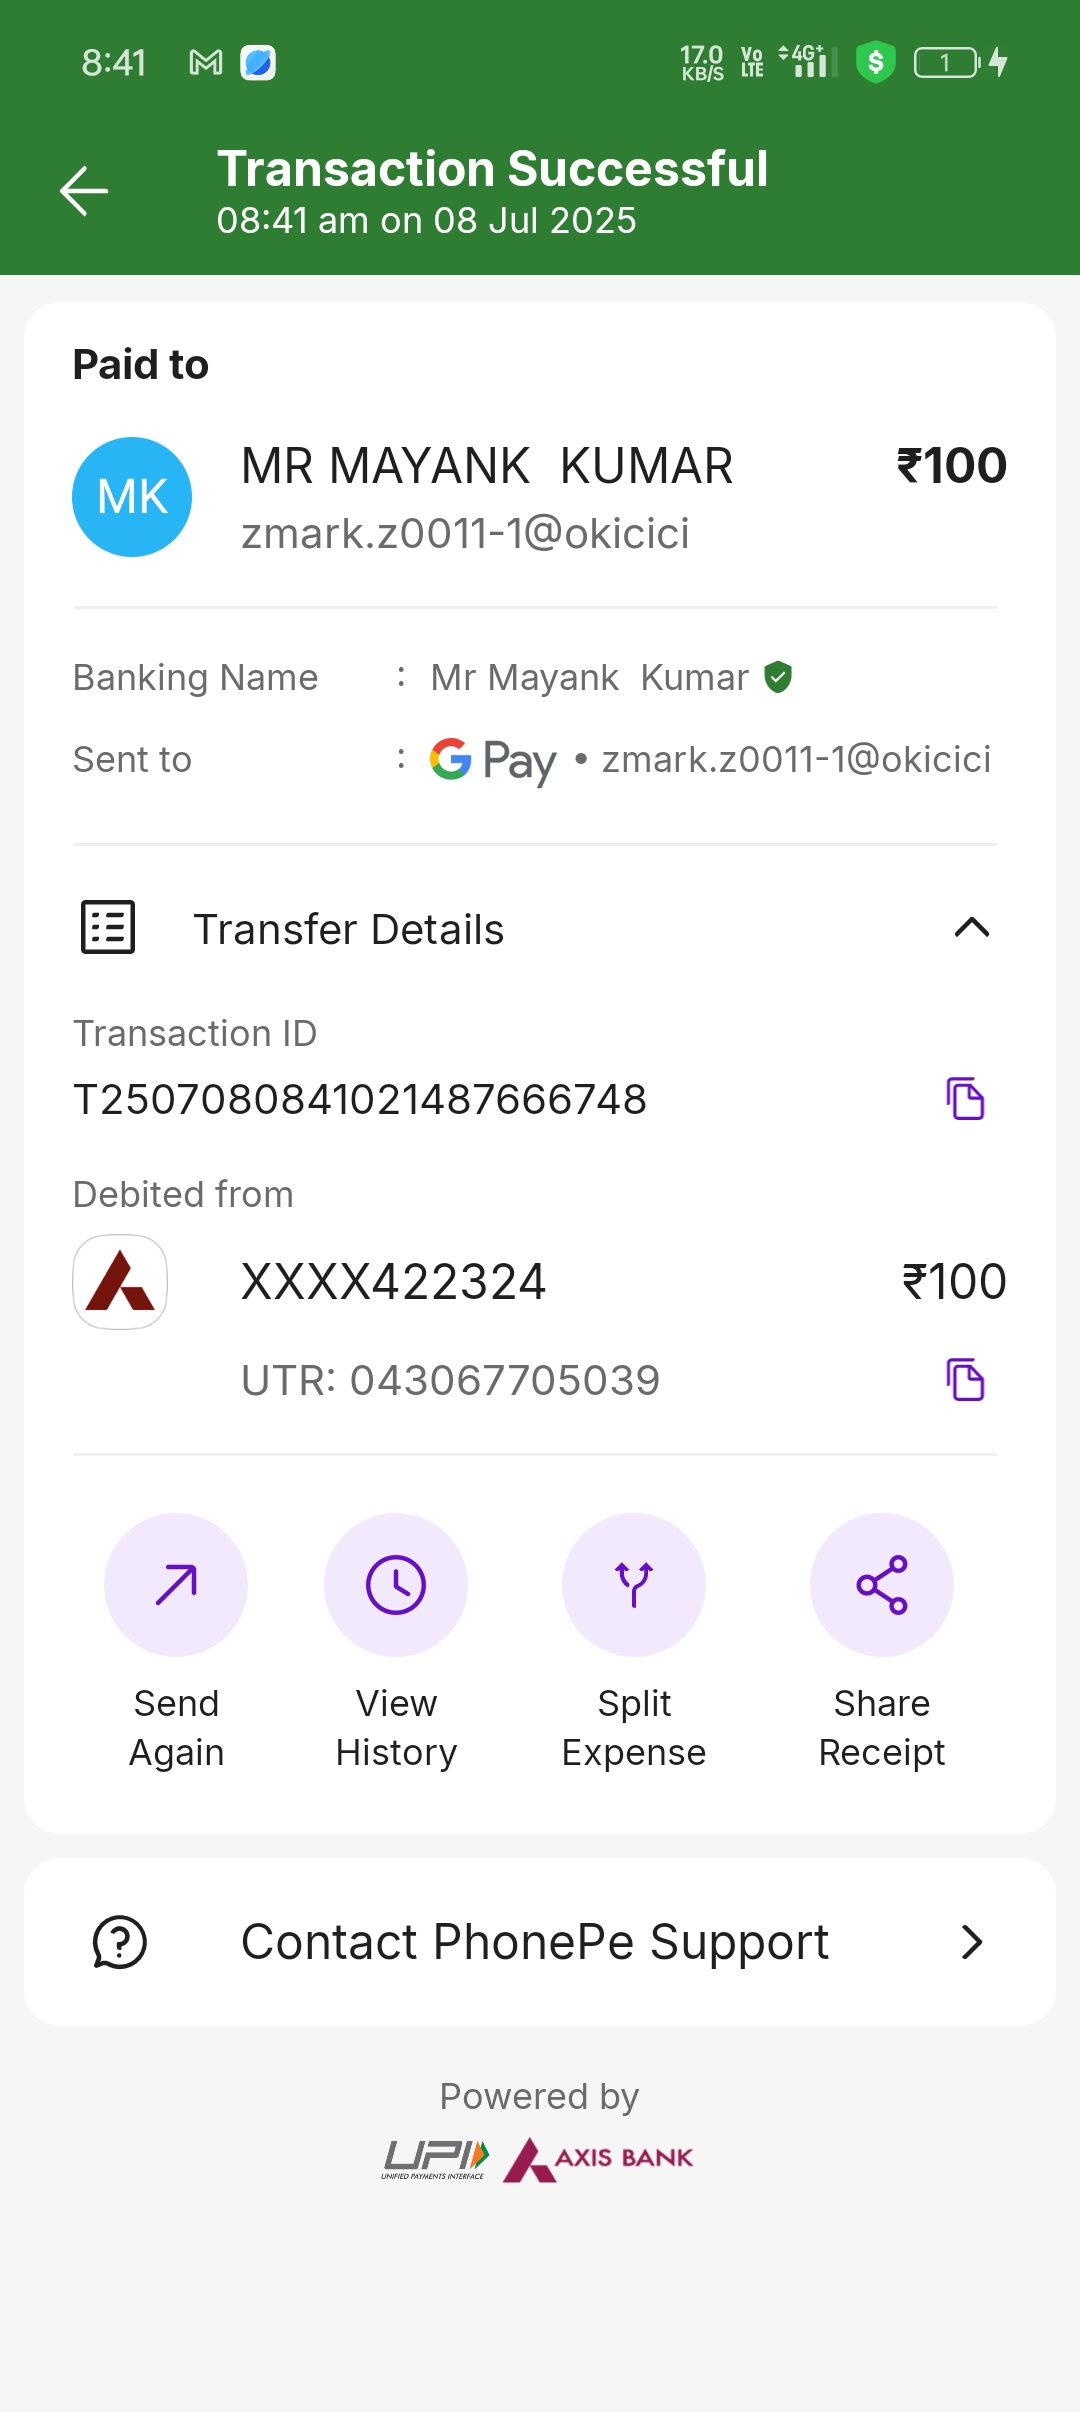 8:41 17.0 KB/S Vo LTE 4G+ $ 1
Transaction Successful
08:41 am on 08 Jul 2025
Paid to
MK MR MAYANK  KUMAR ₹100
zmark.z0011-1@okicici
Banking Name : Mr Mayank  Kumar
Sent to : G Pay • zmark.z0011-1@okicici
Transfer Details
Transaction ID
T2507080841021487666748
Debited from
XXXX422324 ₹100
UTR: 043067705039
Send Again
View History
Split Expense
Share Receipt
Contact PhonePe Support
Powered by
UPI AXIS BANK
UNIFIED PAYMENTS INTERFACE